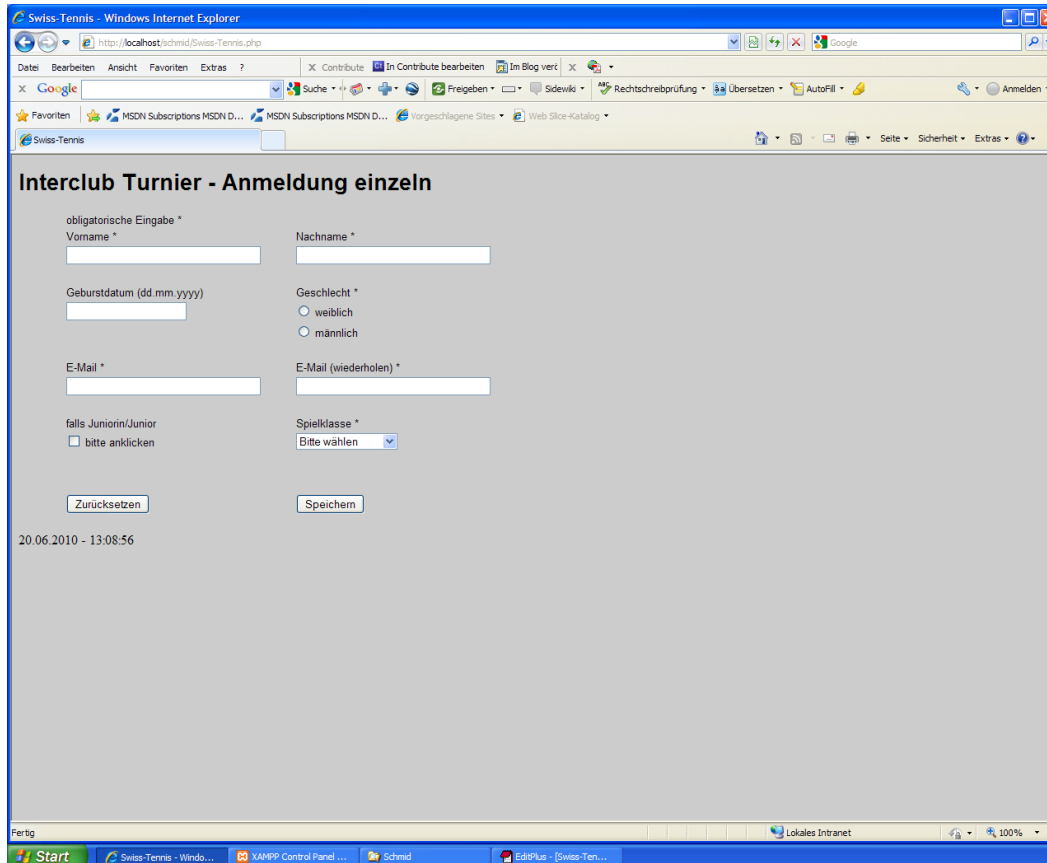 Swiss-Tennis - Windows Internet Explorer
http://localhost/schmid/Swiss-Tennis.php
Google
Datei Bearbeiten Ansicht Favoriten Extras ? X Contribute In Contribute bearbeiten Im Blog verö X
X Google Suche Freigeben Sidewiki Rechtschreibprüfung Übersetzen AutoFill Anmelden
Favoriten MSDN Subscriptions MSDN D... MSDN Subscriptions MSDN D... Vorgeschlagene Sites Web Slice-Katalog
Swiss-Tennis Seite Sicherheit Extras
Interclub Turnier - Anmeldung einzeln
obligatorische Eingabe *
Vorname * Nachname *
Geburstdatum (dd.mm.yyyy) Geschlecht *
weiblich
männlich
E-Mail * E-Mail (wiederholen) *
falls Juniorin/Junior Spielklasse *
bitte anklicken Bitte wählen
Zurücksetzen Speichern
20.06.2010 - 13:08:56
Fertig Lokales Intranet 100%
Start Swiss-Tennis - Windo... XAMPP Control Panel ... Schmid EditPlus - [Swiss-Ten...